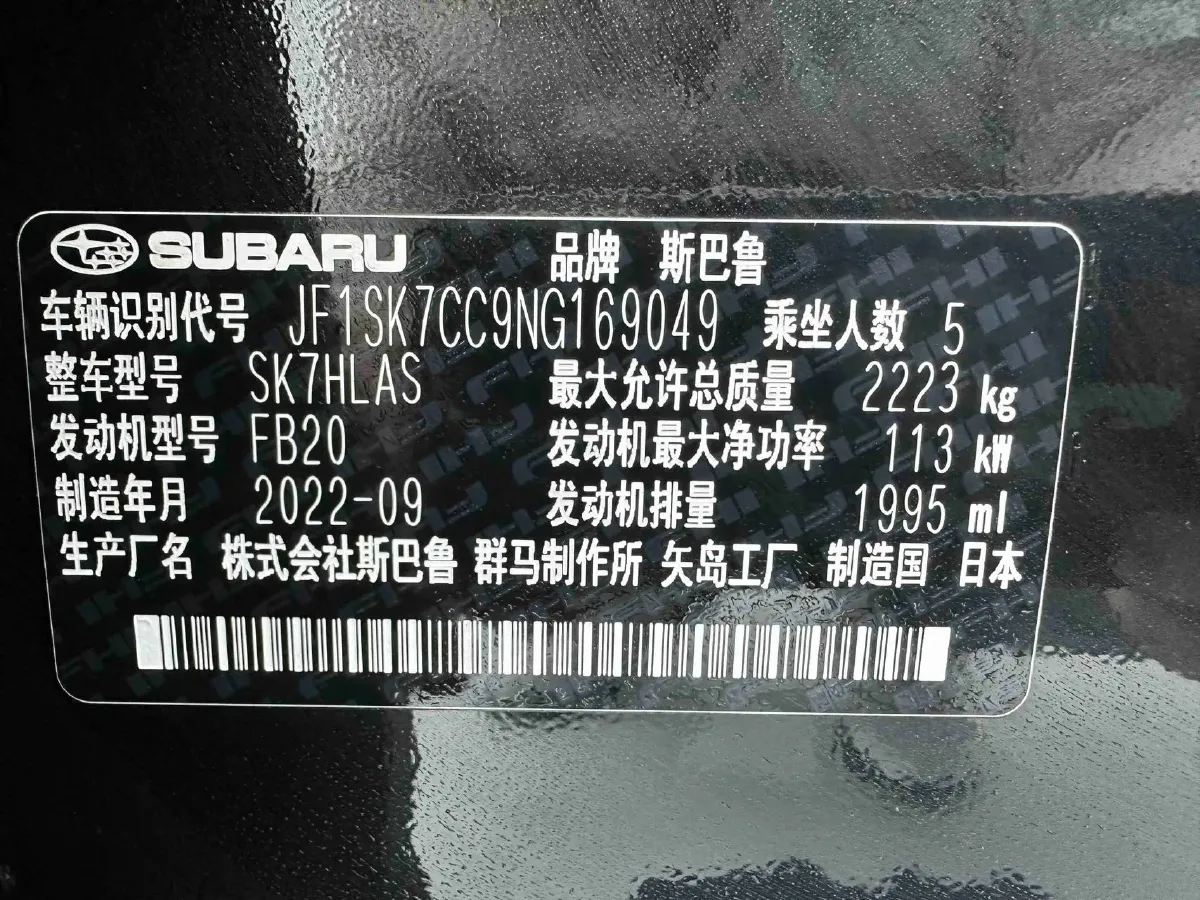 SUBARU 品牌 斯巴鲁
车辆识别代号 JF1SK7CC9NG169049 乘坐人数 5
整车型号 SK7HLAS 最大允许总质量 2223 kg
发动机型号 FB20 发动机最大净功率 113 kW
制造年月 2022-09 发动机排量 1995 ml
生产厂名 株式会社斯巴鲁 群马制作所 矢岛工厂 制造国 日本